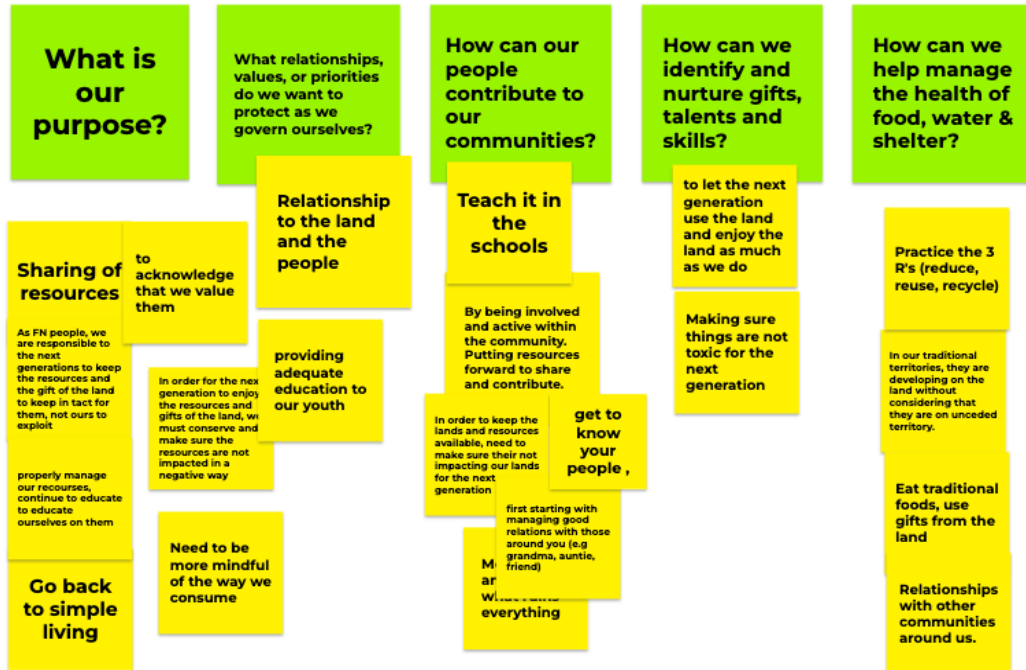 What is
our
purpose?
What relationships,
values, or priorities
do we want to
protect as we
govern ourselves?
How can our
people
contribute to
our
communities?
How can we
identify and
nurture gifts,
talents and
skills?
How can we
help manage
the health of
food, water &
shelter?
Sharing of
resources
to
acknowledge
that we value
them
As FN people, we
are responsible to
the next
generations to keep
the resources and
the gift of the land
to keep in tact for
them, not ours to
exploit
In order for the next
generation to enjoy
the resources and
gifts of the land, we
must conserve and
make sure the
resources are not
impacted in a
negative way
properly manage
our recourses,
continue to educate
to educate
ourselves on them
Need to be
more mindful
of the way we
consume
Go back
to simple
living
Relationship
to the land
and the
people
providing
adequate
education to
our youth
Teach it in
the
schools
By being involved
and active within
the community.
Putting resources
forward to share
and contribute.
In order to keep the
lands and resources
available, need to
make sure their not
impacting our lands
for the next
generation
get to
know
your
people ,
first starting with
managing good
relations with those
around you (e.g
grandma, auntie,
friend)
everything
to let the next
generation
use the land
and enjoy the
land as much
as we do
Making sure
things are not
toxic for the
next
generation
Practice the 3
R's (reduce,
reuse, recycle)
In our traditional
territories, they are
developing on the
land without
considering that
they are on unceded
territory.
Eat traditional
foods, use
gifts from the
land
Relationships
with other
communities
around us.